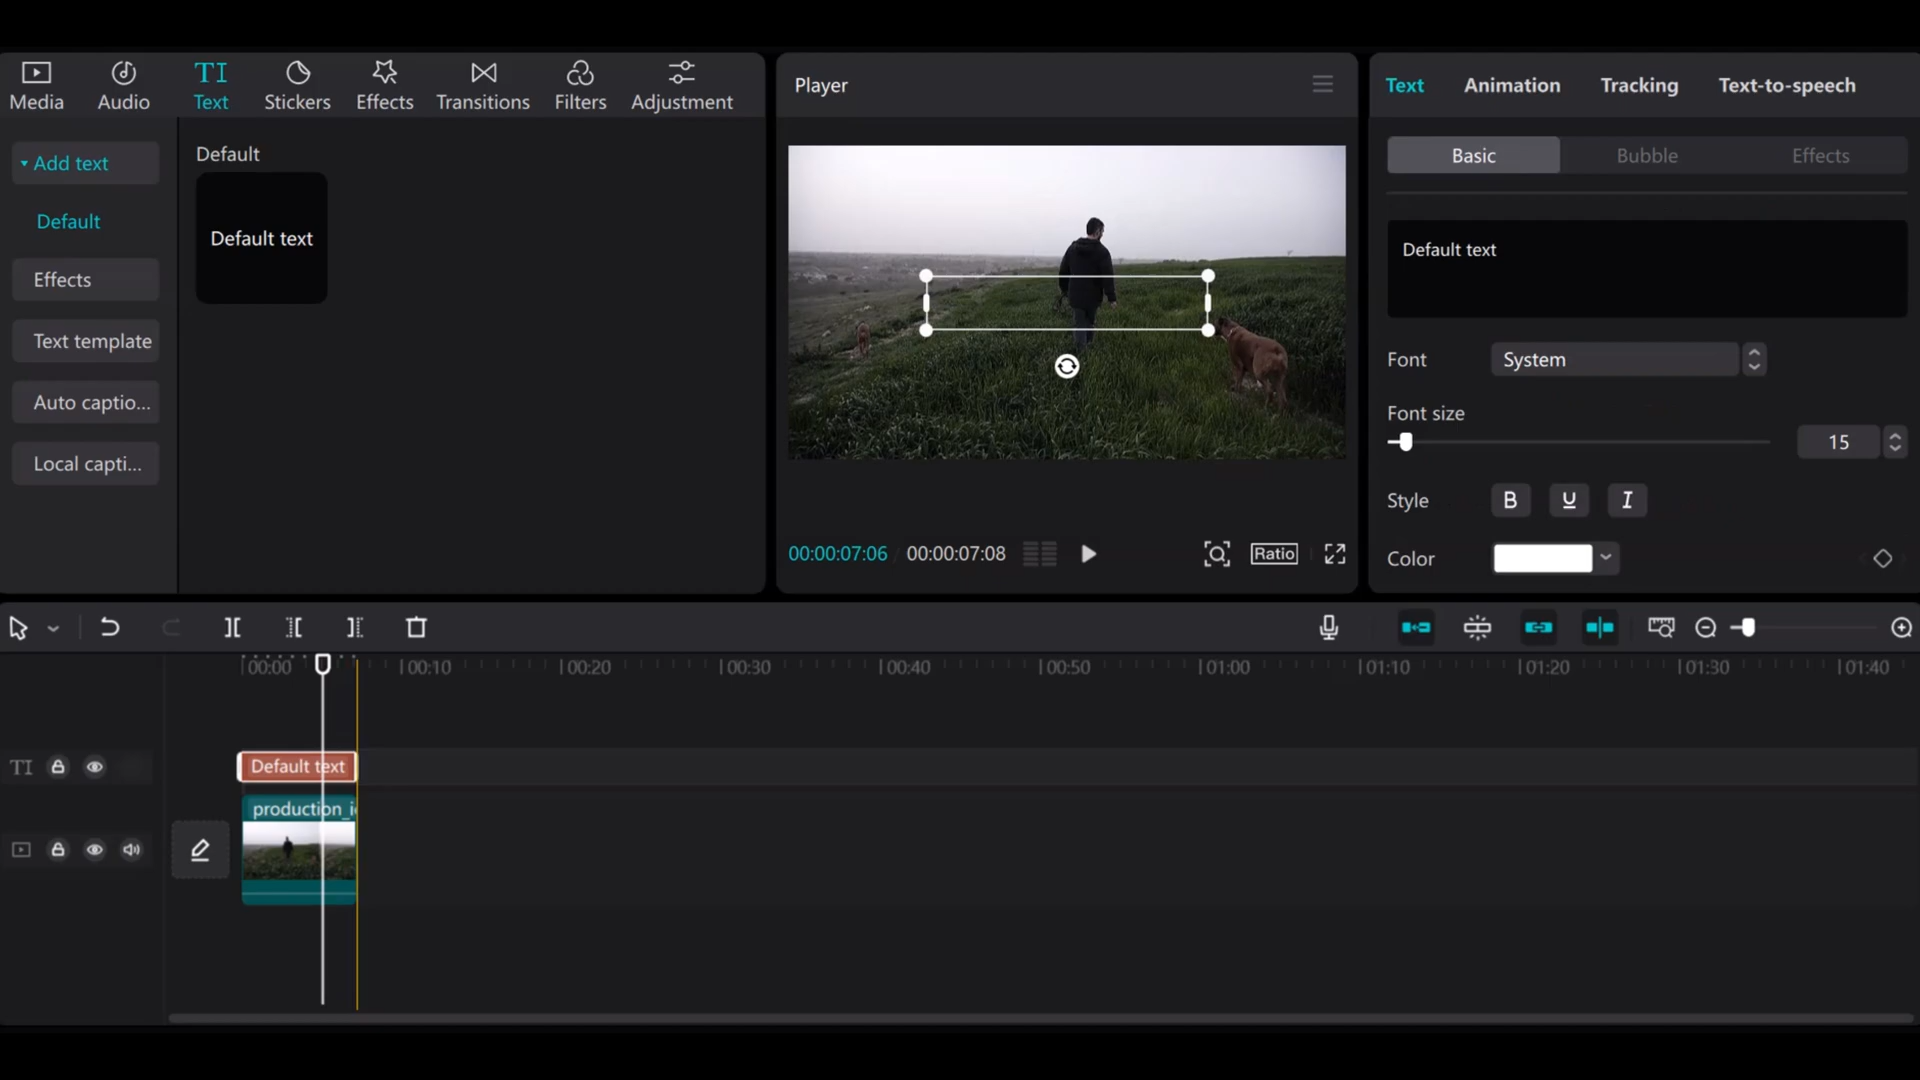 Media
Audio
Text
Stickers
Effects
Transitions
Filters
Adjustment
Add text
Default
Effects
Text template
Auto captio...
Local capti...
Default
Default text
Player
00:00:07:06
00:00:07:08
Ratio
Text
Animation
Tracking
Text-to-speech
Basic
Bubble
Effects
Default text
Font
System
Font size
15
Style
B
U
I
Color
00:00
00:10
00:20
00:30
00:40
00:50
01:00
01:10
01:20
01:30
01:40
TI
Default text
production_i